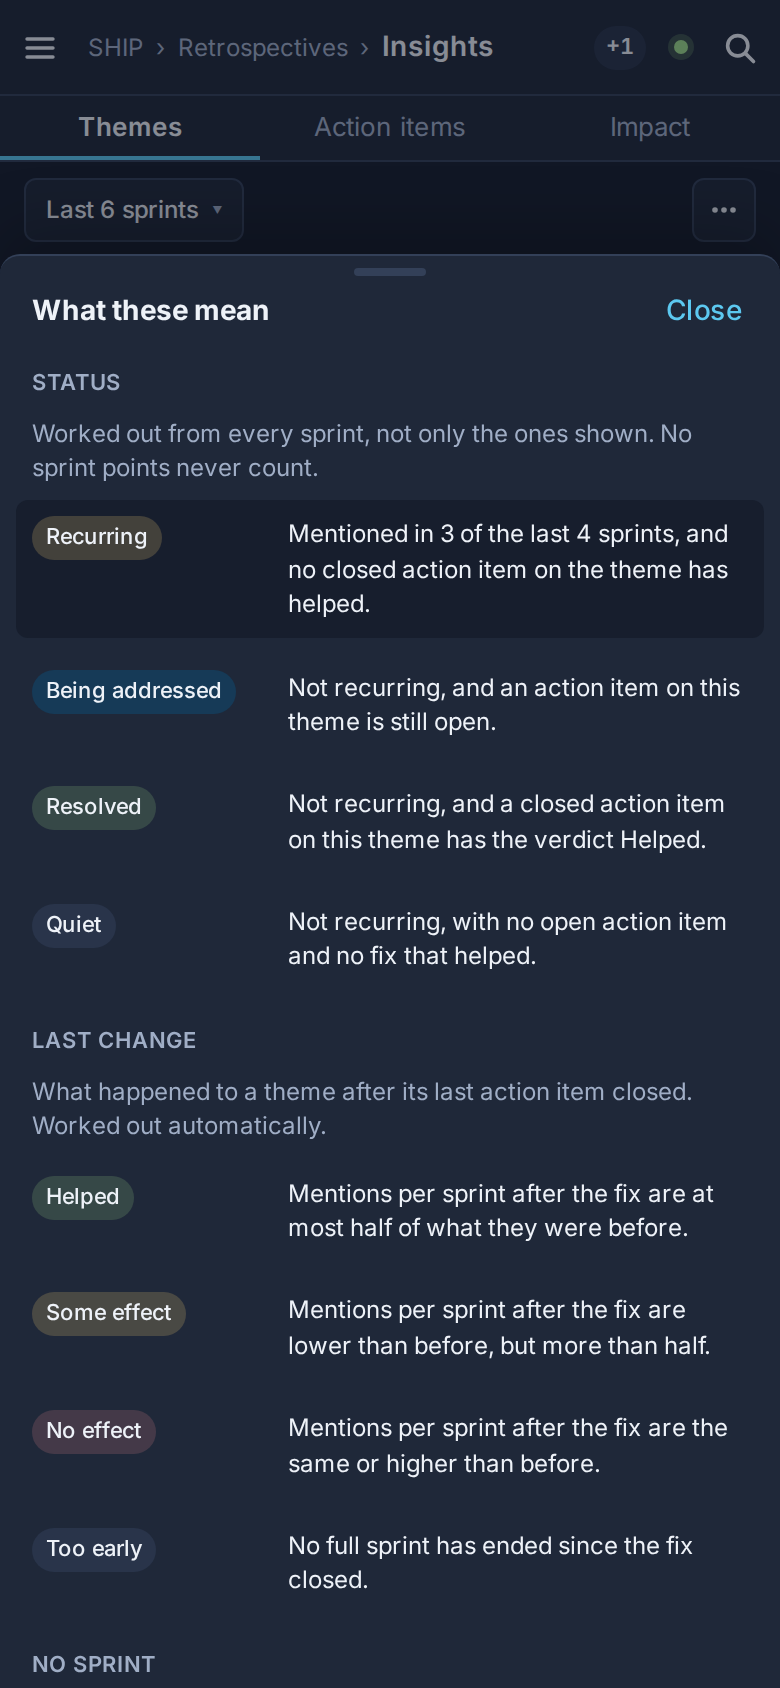 SHIP › Retrospectives › Insights +1
Themes Action items Impact
Last 6 sprints ▾ •••
What these mean Close
STATUS
Worked out from every sprint, not only the ones shown. No
sprint points never count.
Recurring
Mentioned in 3 of the last 4 sprints, and
no closed action item on the theme has
helped.
Being addressed
Not recurring, and an action item on this
theme is still open.
Resolved
Not recurring, and a closed action item
on this theme has the verdict Helped.
Quiet
Not recurring, with no open action item
and no fix that helped.
LAST CHANGE
What happened to a theme after its last action item closed.
Worked out automatically.
Helped
Mentions per sprint after the fix are at
most half of what they were before.
Some effect
Mentions per sprint after the fix are
lower than before, but more than half.
No effect
Mentions per sprint after the fix are the
same or higher than before.
Too early
No full sprint has ended since the fix
closed.
NO SPRINT